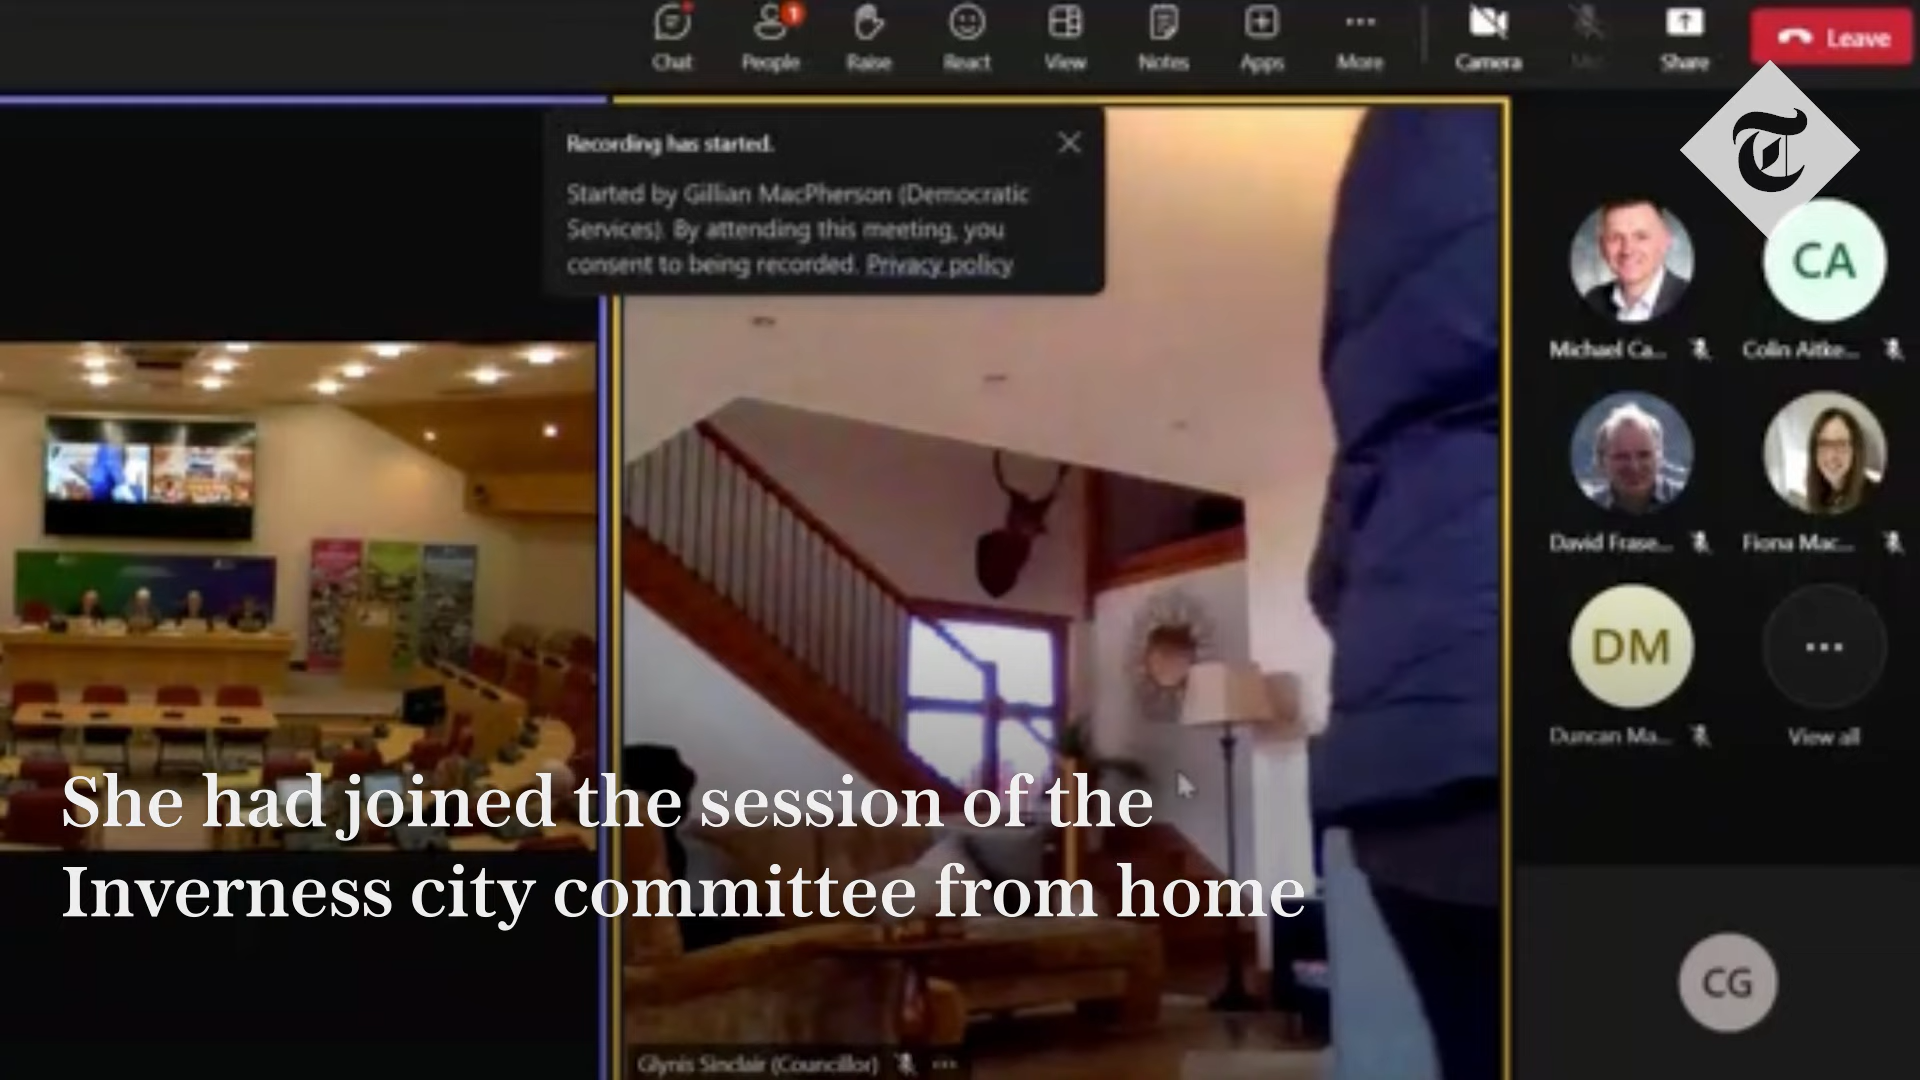 Chat
People
1
Raise
React
View
Notes
Apps
More
Camera
Mic
Share
Leave
Recording has started.
Started by Gillian MacPherson (Democratic
Services). By attending this meeting, you
consent to being recorded. Privacy policy
T
CA
Michael Ca...
Colin Aitke...
David Frase...
Fiona Mac...
DM
Duncan Ma...
View all
She had joined the session of the
Inverness city committee from home
CG
Glynis Sinclair (Councillor)